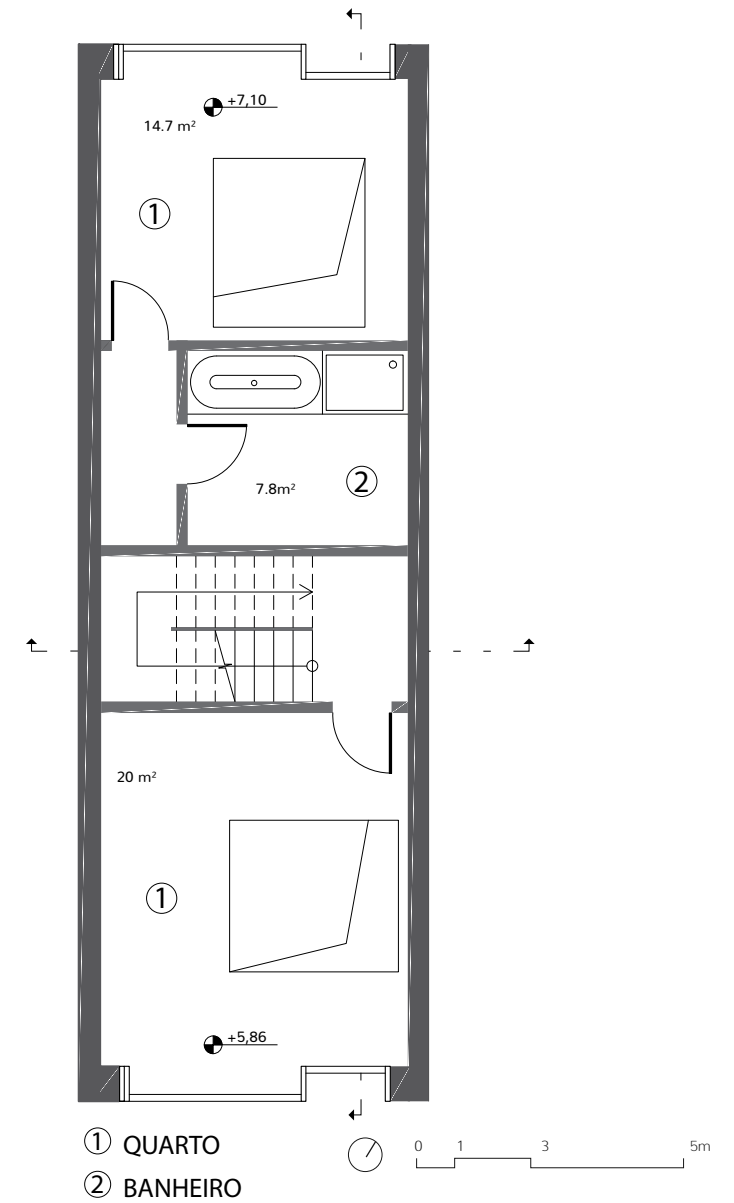 +7,10
14.7 m²
1
7.8m²
2
20 m²
1
+5,86
1 QUARTO
0 1 3 5m
2 BANHEIRO